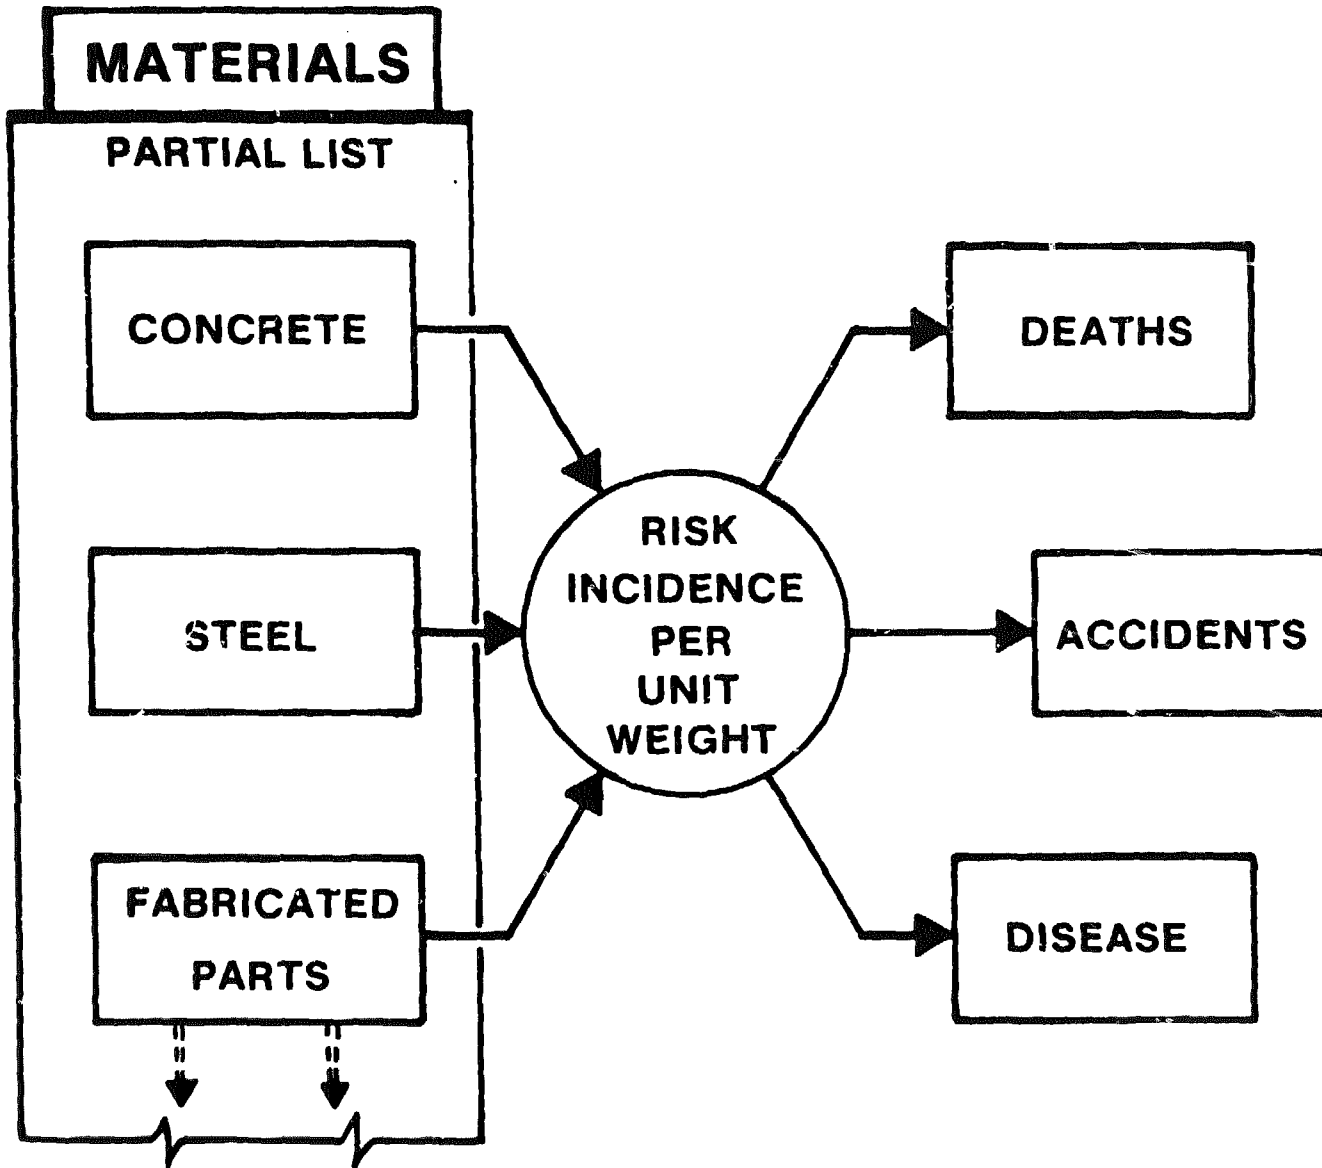 MATERIALS
PARTIAL LIST
CONCRETE
STEEL
FABRICATED
PARTS
RISK
INCIDENCE
PER
UNIT
WEIGHT
DEATHS
ACCIDENTS
DISEASE